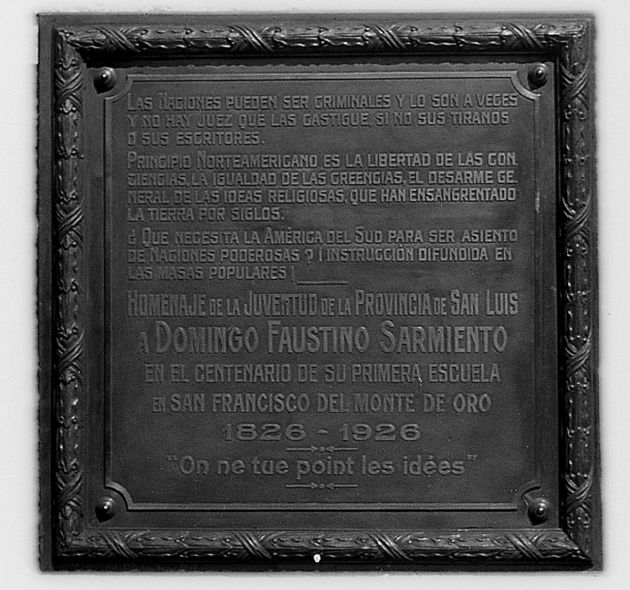 Las Naciones pueden ser criminales y lo son a veces
y no hay juez que las castigue, si no sus tiranos
o sus escritores.
Principio Norteamericano es la libertad de las con
ciencias, la igualdad de las creencias, el desarme ge
neral de las ideas religiosas, que han ensangrentado
la tierra por siglos.
¿ Que necesita la América del Sud para ser asiento
de Naciones poderosas ? ¡ Instrucción difundida en
las masas populares !
Homenaje de la Juventud de la Provincia de San Luis
A Domingo Faustino Sarmiento
en el centenario de su primera escuela
en San Francisco del Monte de Oro
1826 - 1926
"On ne tue point les idées"